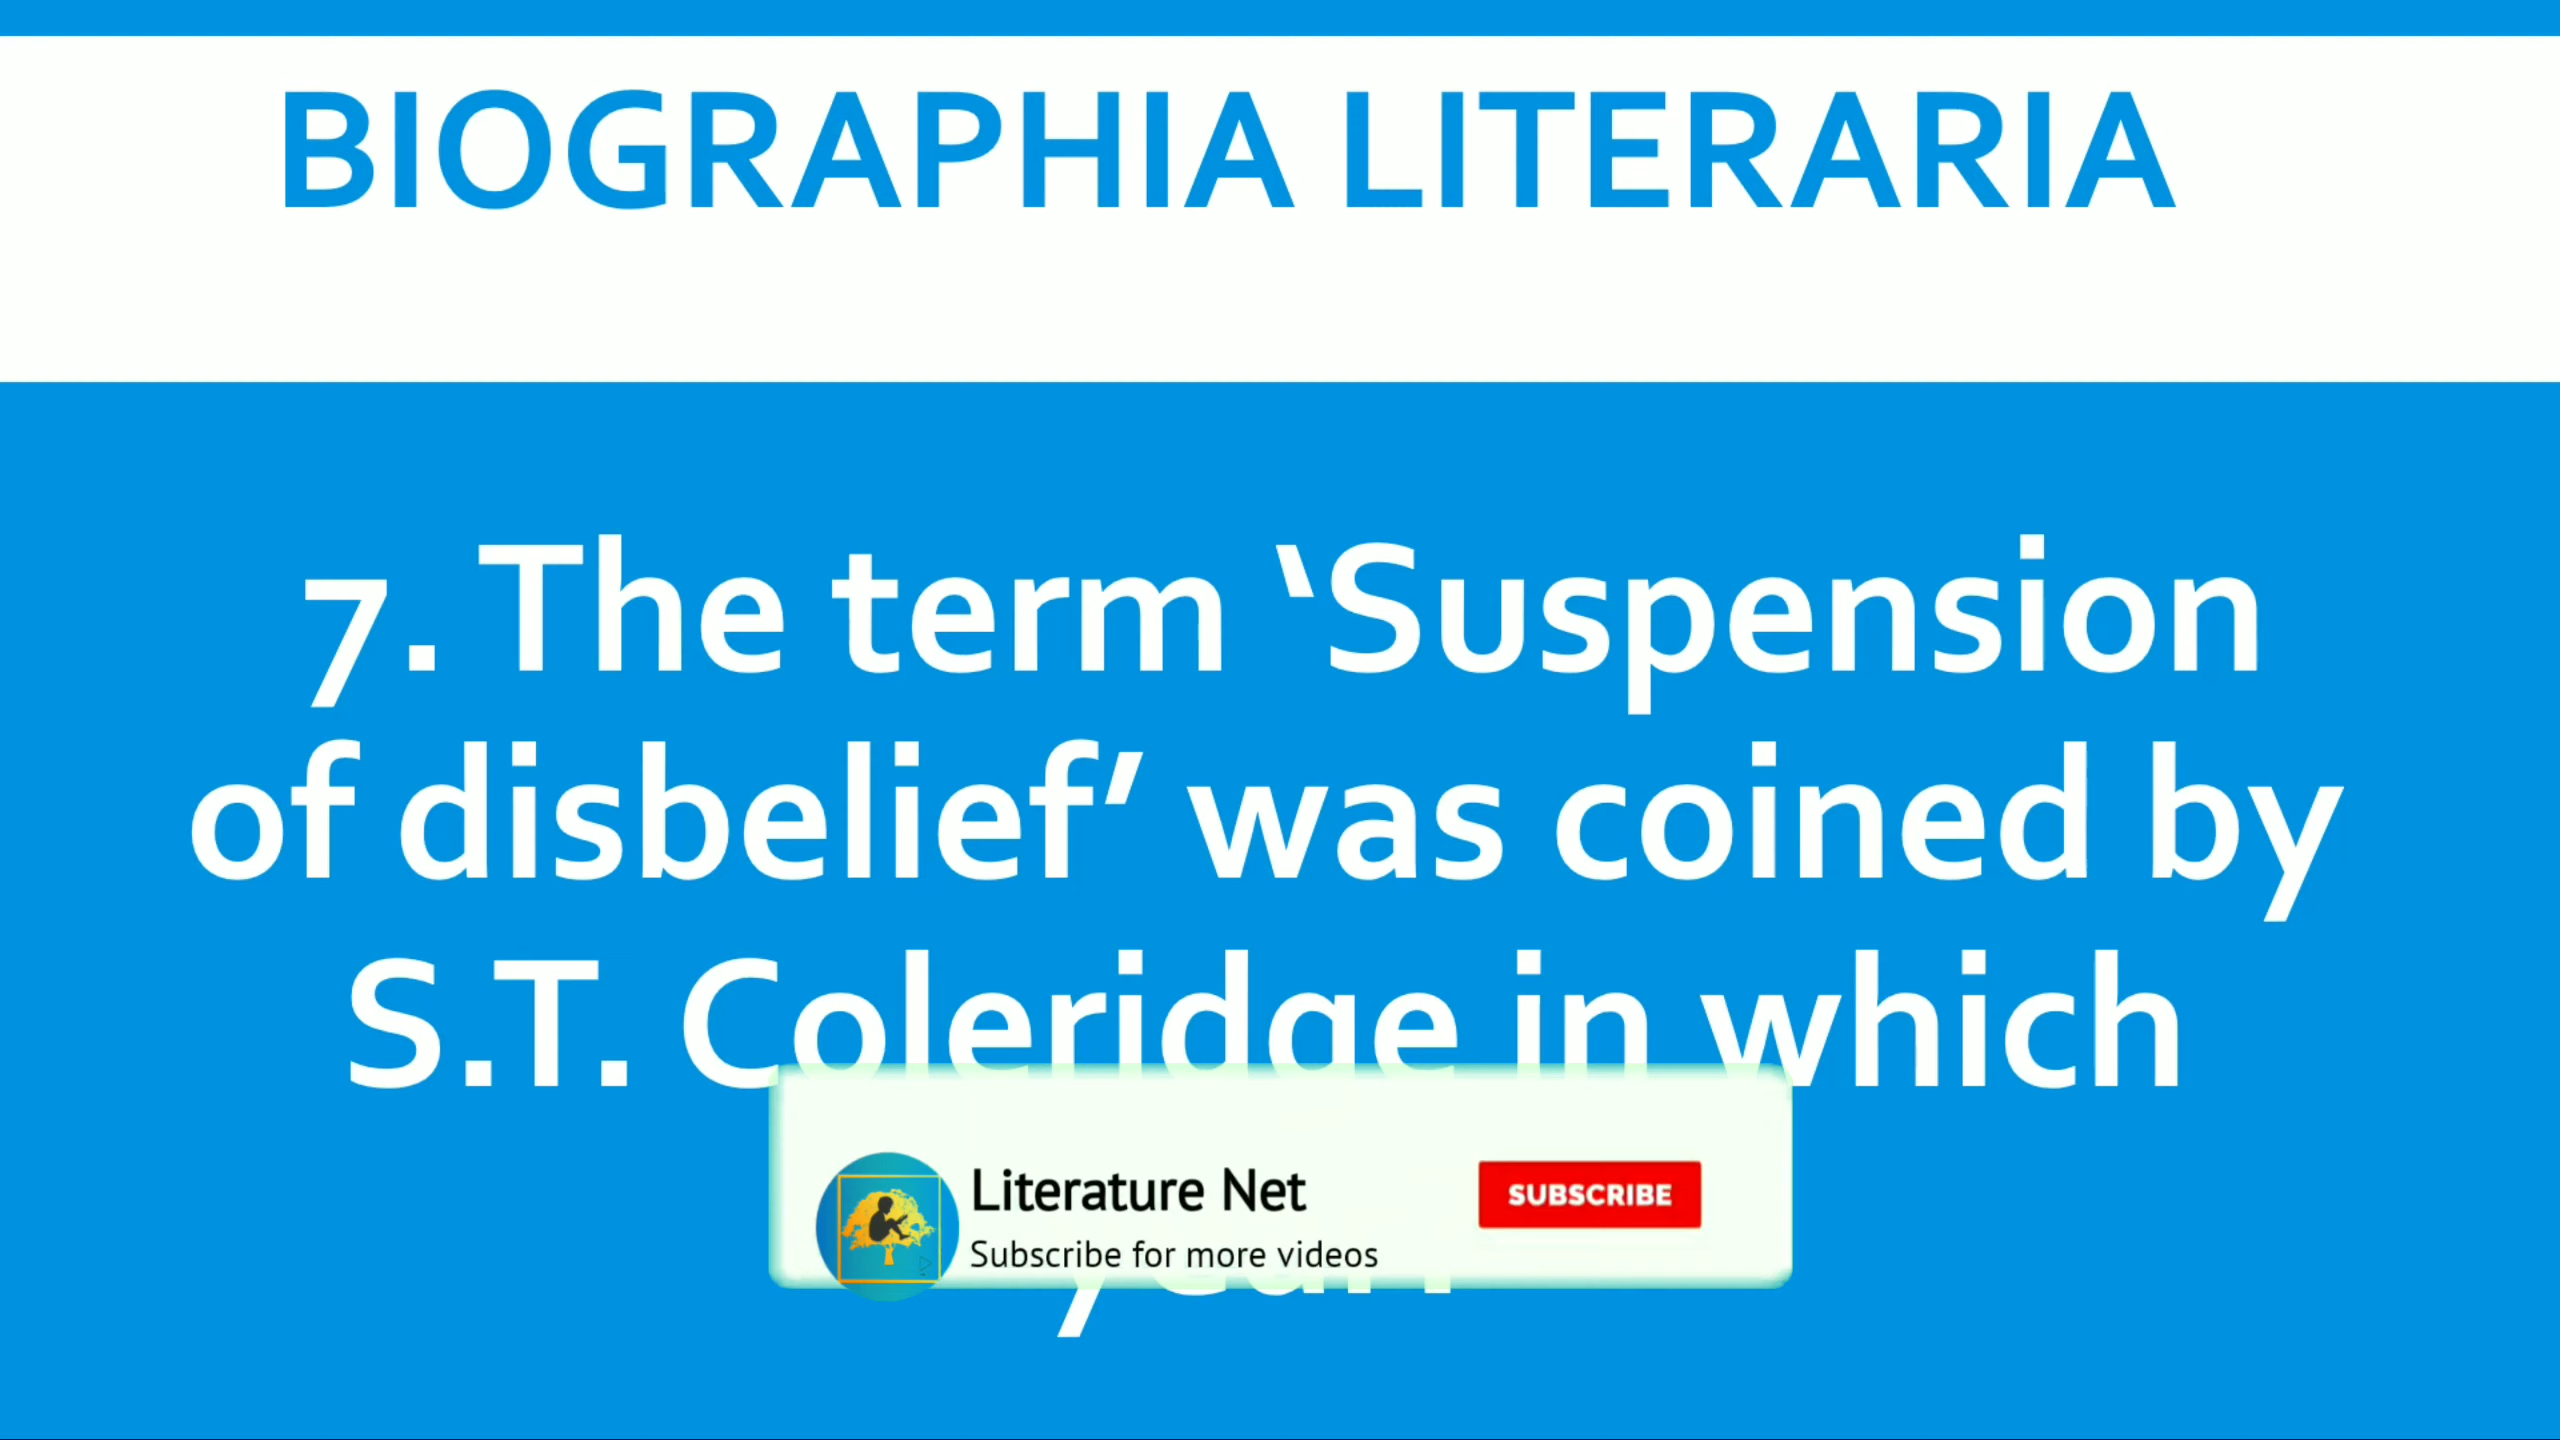 BIOGRAPHIA LITERARIA
7. The term ‘Suspension
of disbelief’ was coined by
S.T. Coleridge in which
Literature Net
SUBSCRIBE
Subscribe for more videos